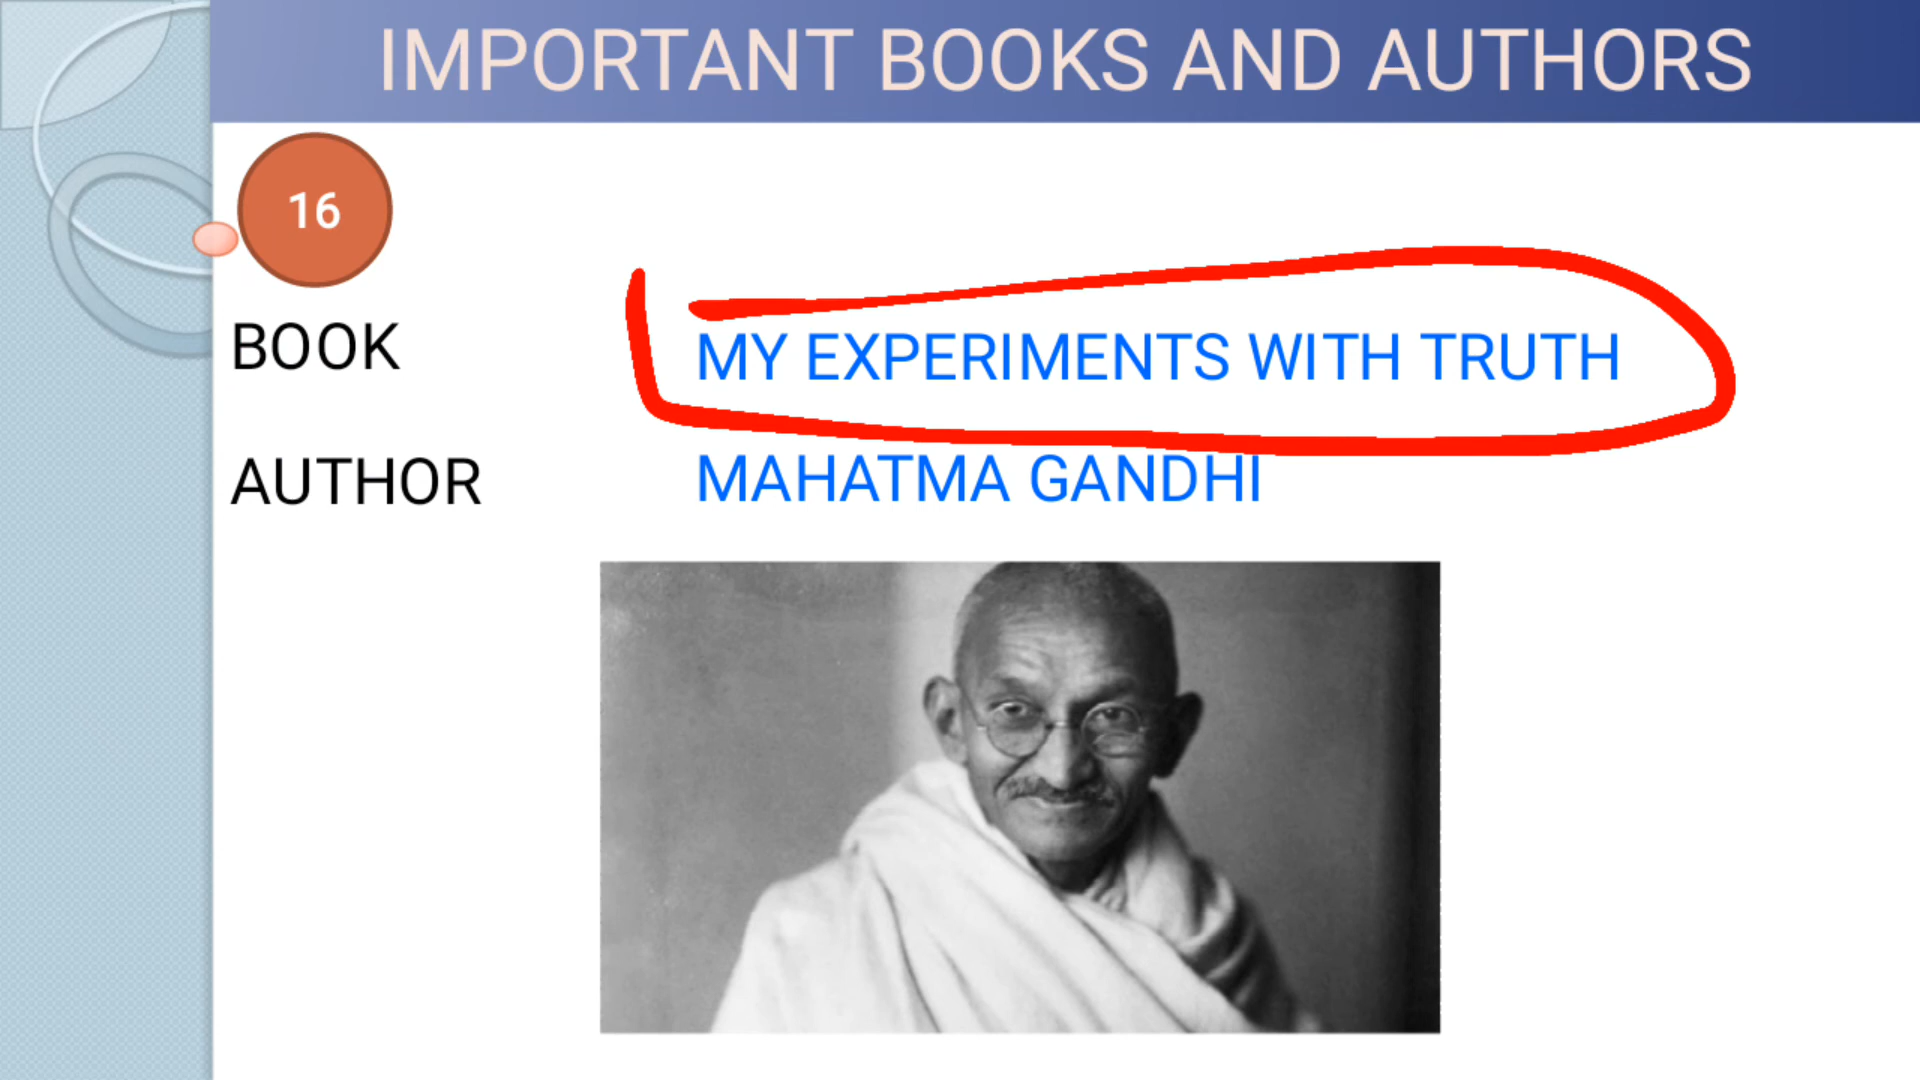 IMPORTANT BOOKS AND AUTHORS
16
BOOK MY EXPERIMENTS WITH TRUTH
AUTHOR MAHATMA GANDHI